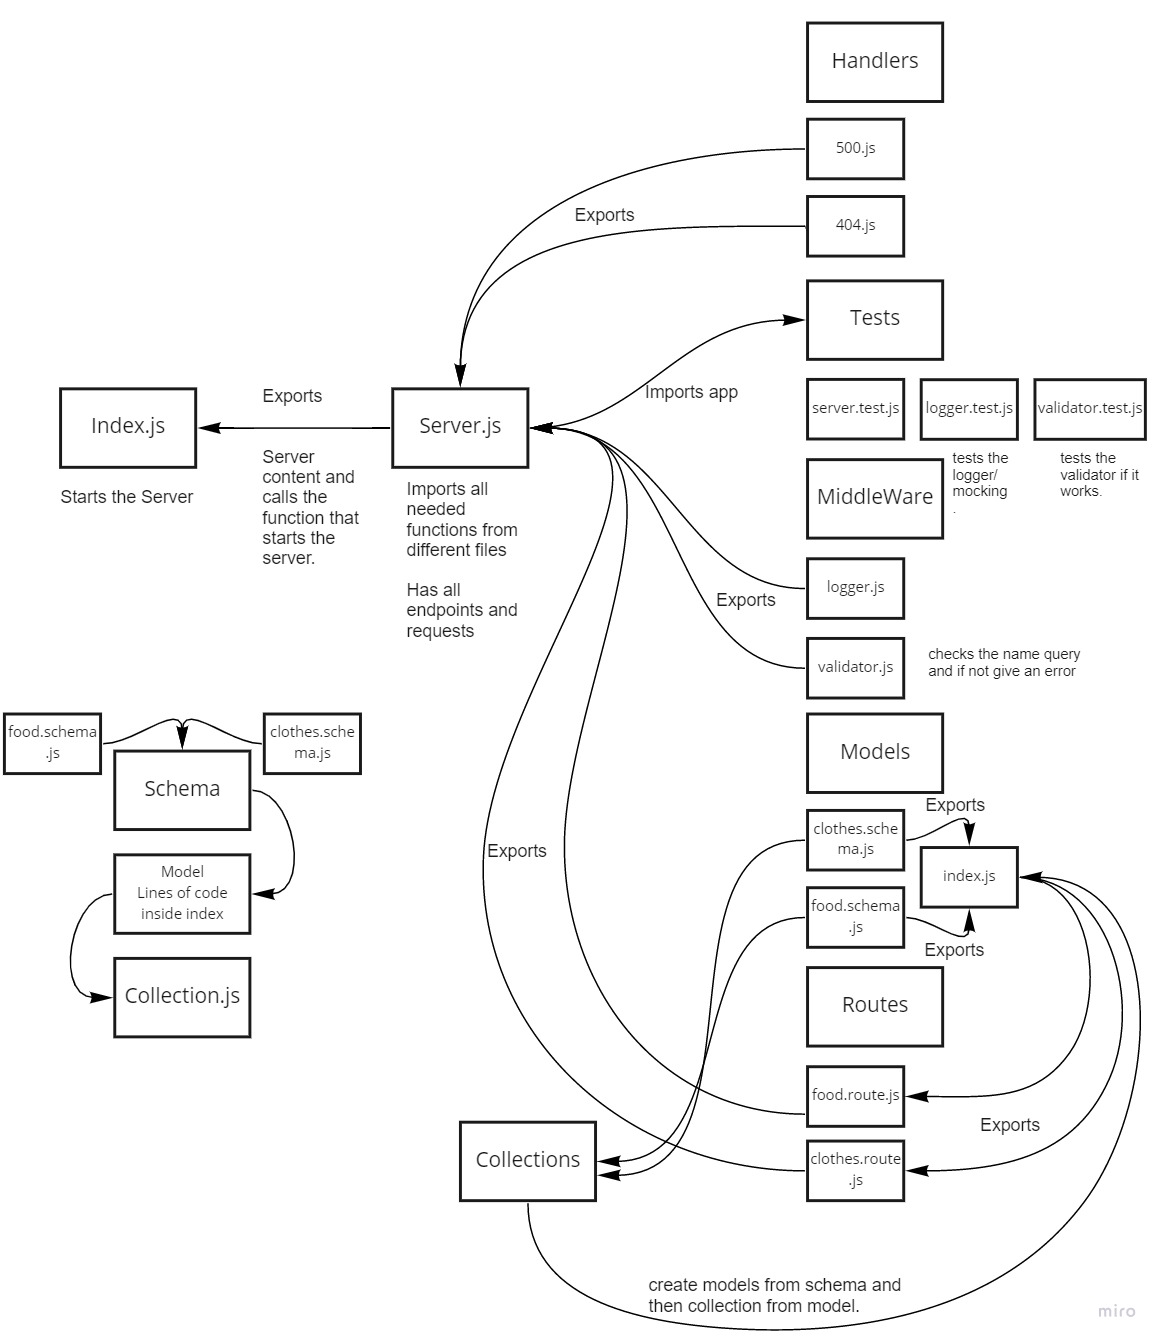 Handlers
500.js
Exports
404.js
Tests
Imports app
server.test.js
logger.test.js
validator.test.js
tests the
logger/
mocking
.
tests the
validator if it
works.
Index.js
Exports
Server.js
Starts the Server
Server
content and
calls the
function that
starts the
server.
Imports all
needed
functions from
different files
Has all
endpoints and
requests
MiddleWare
logger.js
Exports
validator.js
checks the name query
and if not give an error
food.schema
.js
clothes.sche
ma.js
Schema
Model
Lines of code
inside index
Collection.js
Models
Exports
clothes.sche
ma.js
index.js
food.schema
.js
Exports
Exports
Routes
food.route.js
Exports
clothes.route
.js
Collections
create models from schema and
then collection from model.
miro